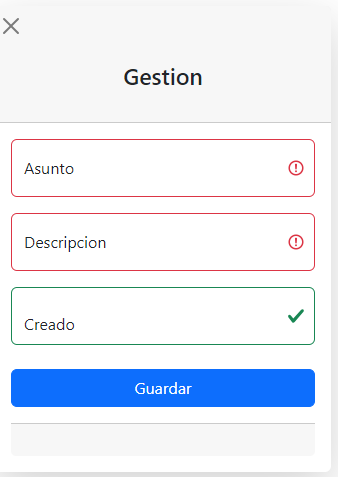 Gestion
Asunto
Descripcion
Creado
Guardar